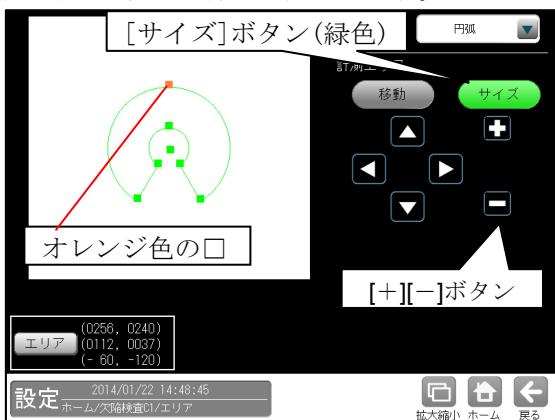 [サイズ]ボタン(緑色)
円弧
計測エリア
移動
サイズ
オレンジ色の□
[+][-]ボタン
エリア
(0256, 0240)
(0112, 0037)
(- 60, -120)
設定
2014/01/22 14:48:45
ホーム/欠陥検査C1/エリア
拡大縮小
ホーム
戻る